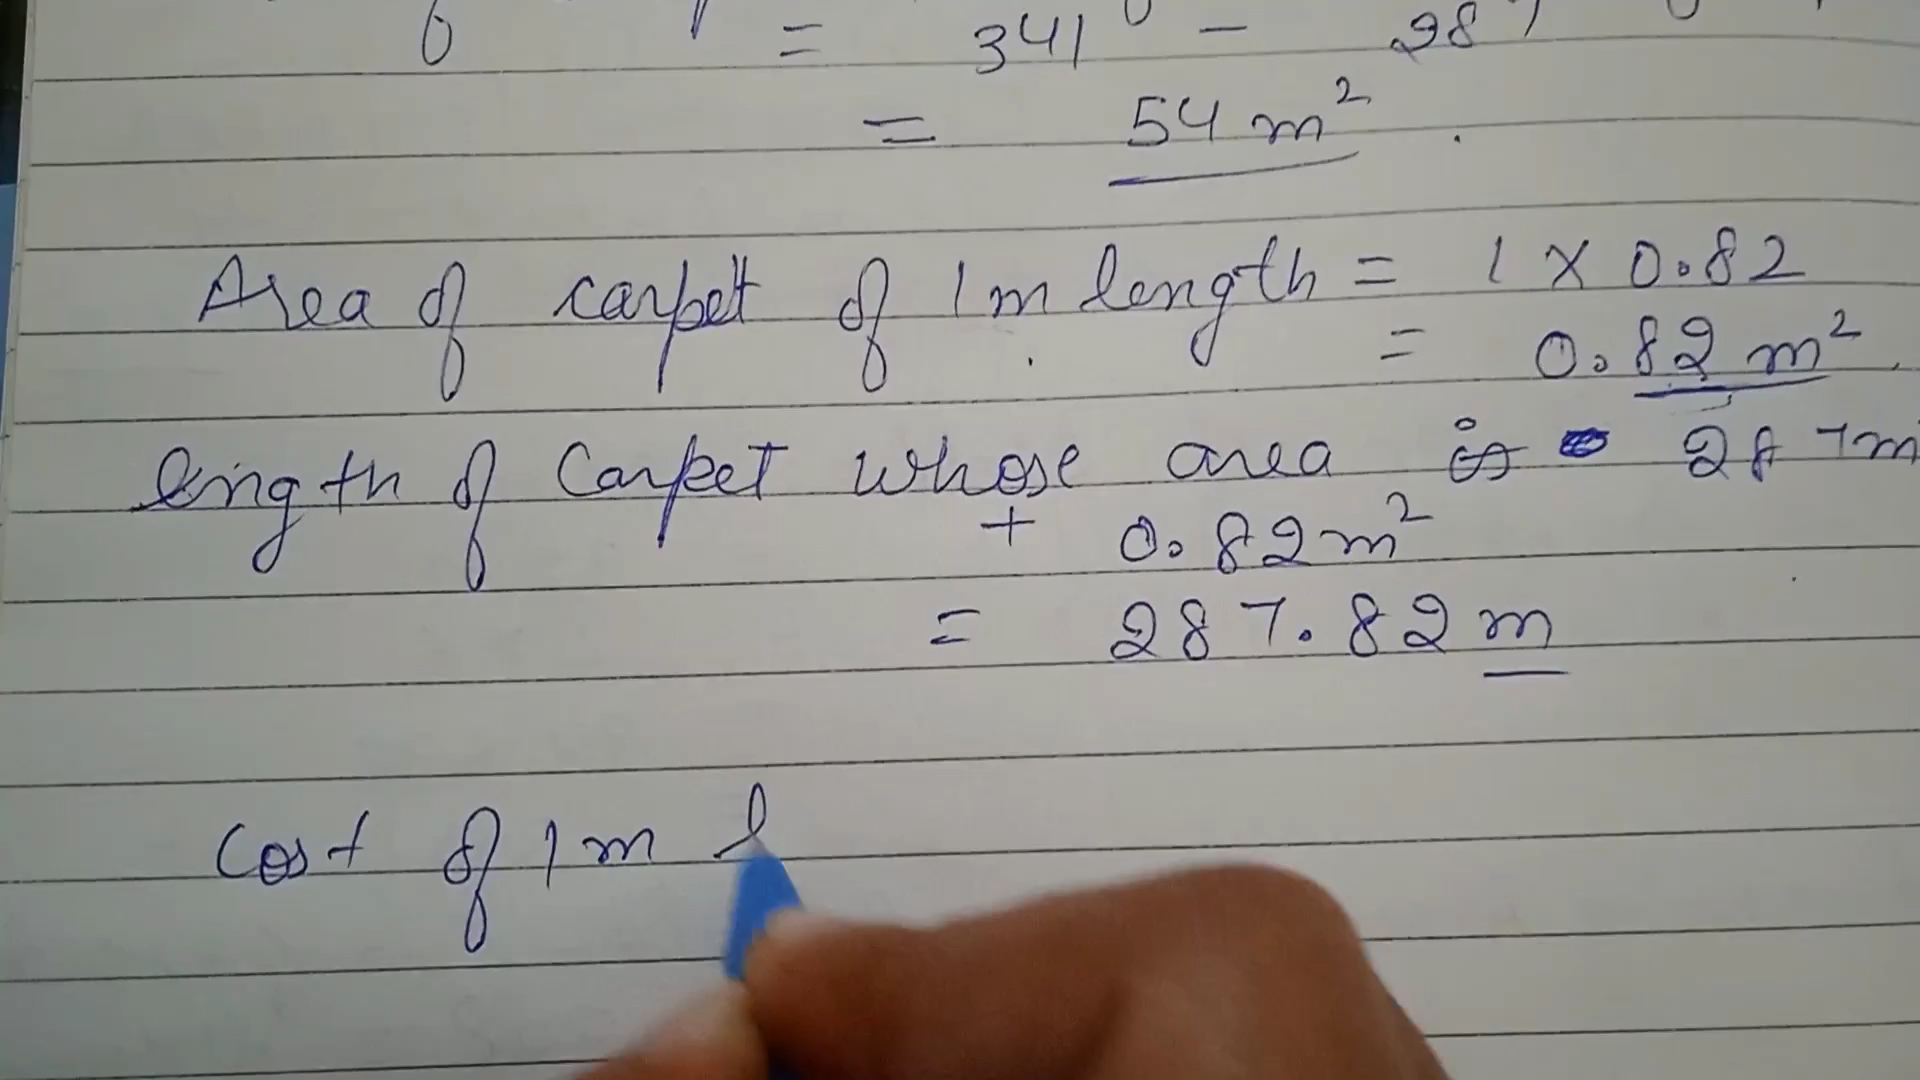 = 341 - 287
= 54 m²
Area of carpet of 1m length = 1 X 0.82
= 0.82 m²
length of Carpet whose area is 287m
+ 0.82m²
= 287.82 m
Cost of 1m l